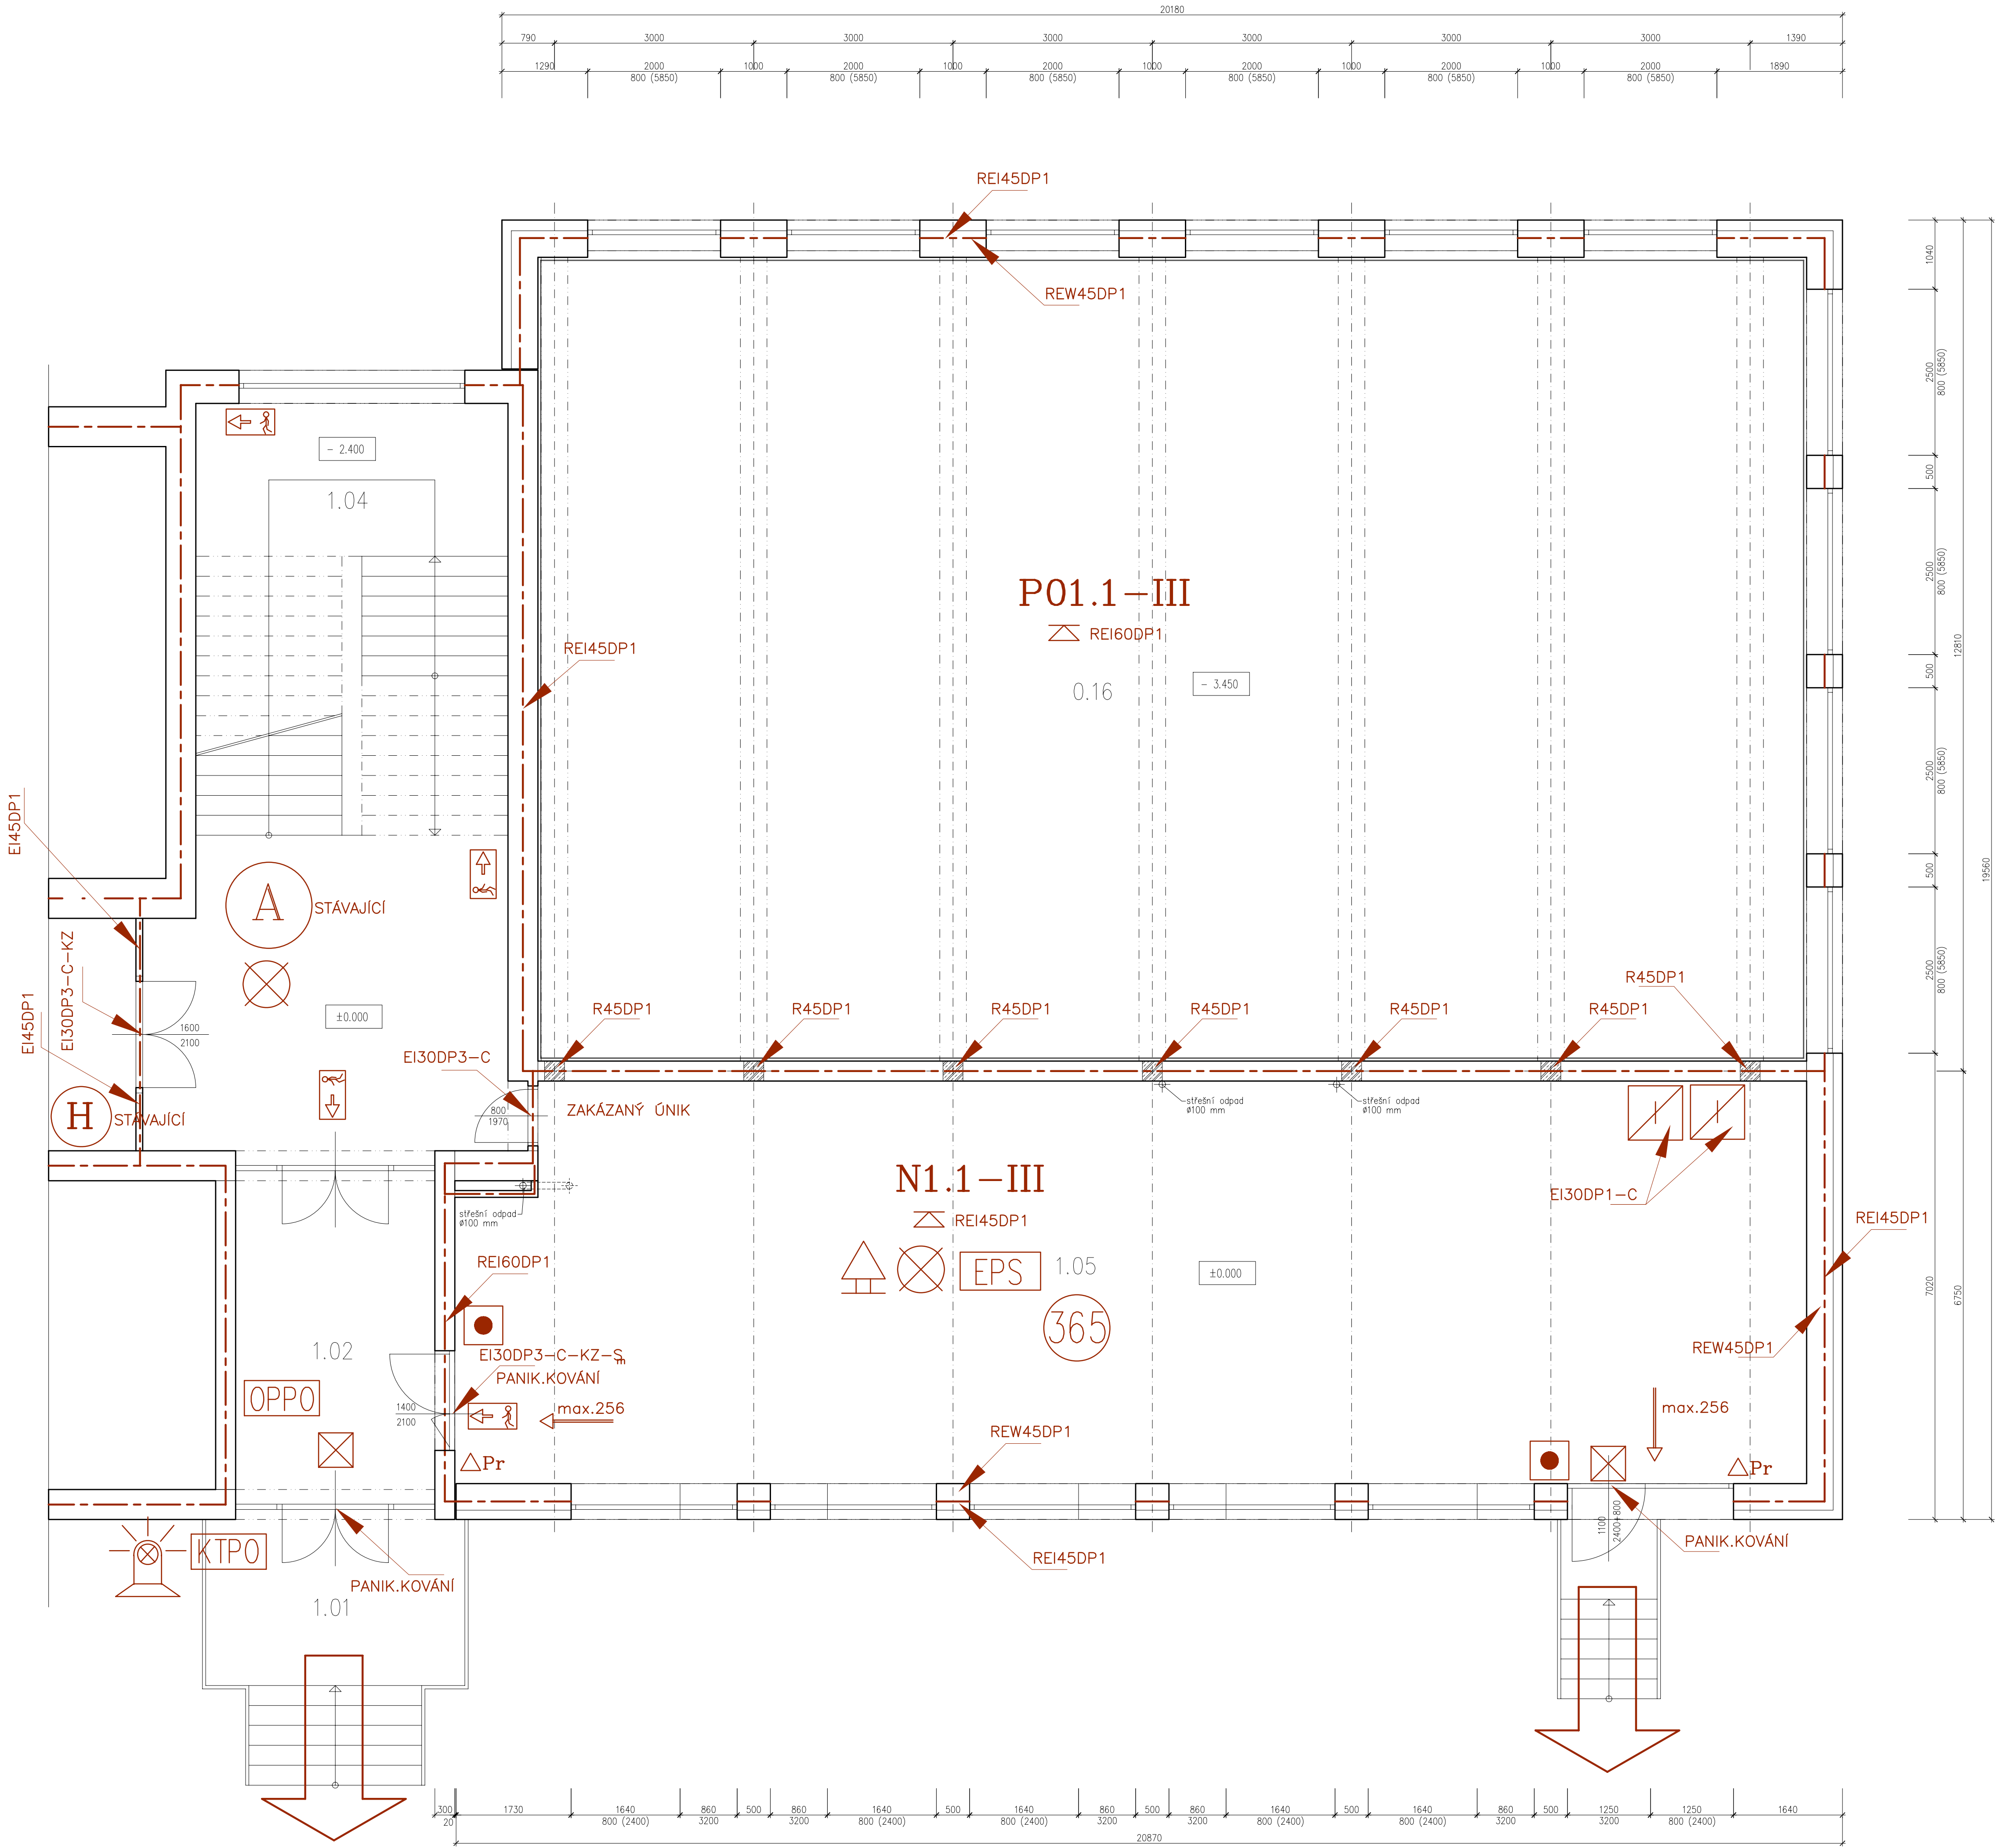 20180
790 3000 3000 3000 3000 3000 3000 1390
1290 2000 1000 2000 1000 2000 1000 2000 1000 2000 1000 2000 1890
800 (5850) 800 (5850) 800 (5850) 800 (5850) 800 (5850) 800 (5850)
REI45DP1
REW45DP1
1040
2500
800 (5850)
500
2500
800 (5850)
500
2500
800 (5850)
500
2500
800 (5850)
12810
19560
7020
6750
- 2.400
1.04
P01.1-III
REI60DP1
0.16
- 3.450
REI45DP1
EI45DP1
A
STÁVAJÍCÍ
EI30DP3-C-KZ
EI45DP1
1600
2100
±0.000
H
STÁVAJÍCÍ
R45DP1 R45DP1 R45DP1 R45DP1 R45DP1 R45DP1 R45DP1
EI30DP3-C
800
1970
ZAKÁZANÝ ÚNIK
střešní odpad
ø100 mm
střešní odpad
ø100 mm
střešní odpad
ø100 mm
EI30DP1-C
N1.1-III
REI45DP1
EPS
1.05
±0.000
365
REI45DP1
REW45DP1
REI60DP1
1.02
OPPO
EI30DP3-C-KZ-Sm
PANIK.KOVÁNÍ
1400
2100
max.256
Pr
REW45DP1
REI45DP1
max.256
Pr
1100
2400+800
PANIK.KOVÁNÍ
KTPO
PANIK.KOVÁNÍ
1.01
300 1730 1640 860 500 860 1640 500 1640 860 500 860 1640 500 1640 860 500 1250 1250 1640
20 800 (2400) 3200 3200 800 (2400) 800 (2400) 3200 3200 800 (2400) 800 (2400) 3200 3200 800 (2400)
20870